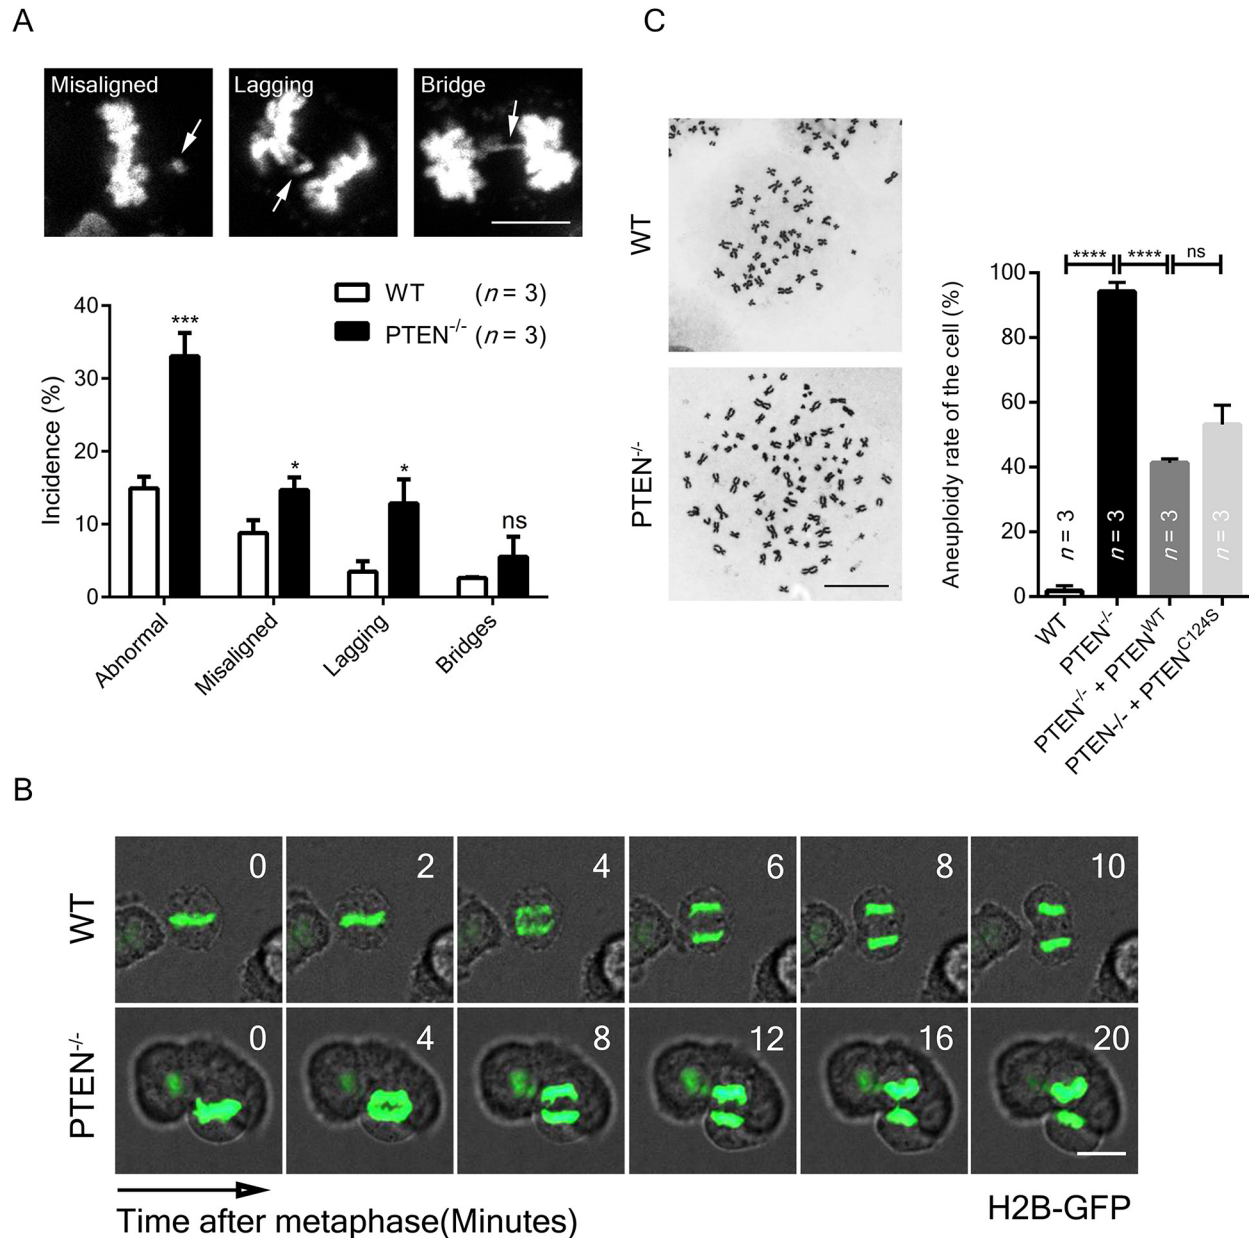 A
Misaligned
Lagging
Bridge
WT (n = 3)
PTEN-/- (n = 3)
Incidence (%)
40
30
20
10
0
***
*
*
ns
Abnormal
Misaligned
Lagging
Bridges
C
WT
PTEN-/-
Aneuploidy rate of the cell (%)
100
80
60
40
20
0
****
****
ns
n = 3
n = 3
n = 3
n = 3
WT
PTEN-/-
PTEN-/- + PTENWT
PTEN-/- + PTENC124S
B
WT
0
2
4
6
8
10
PTEN-/-
0
4
8
12
16
20
Time after metaphase(Minutes)
H2B-GFP